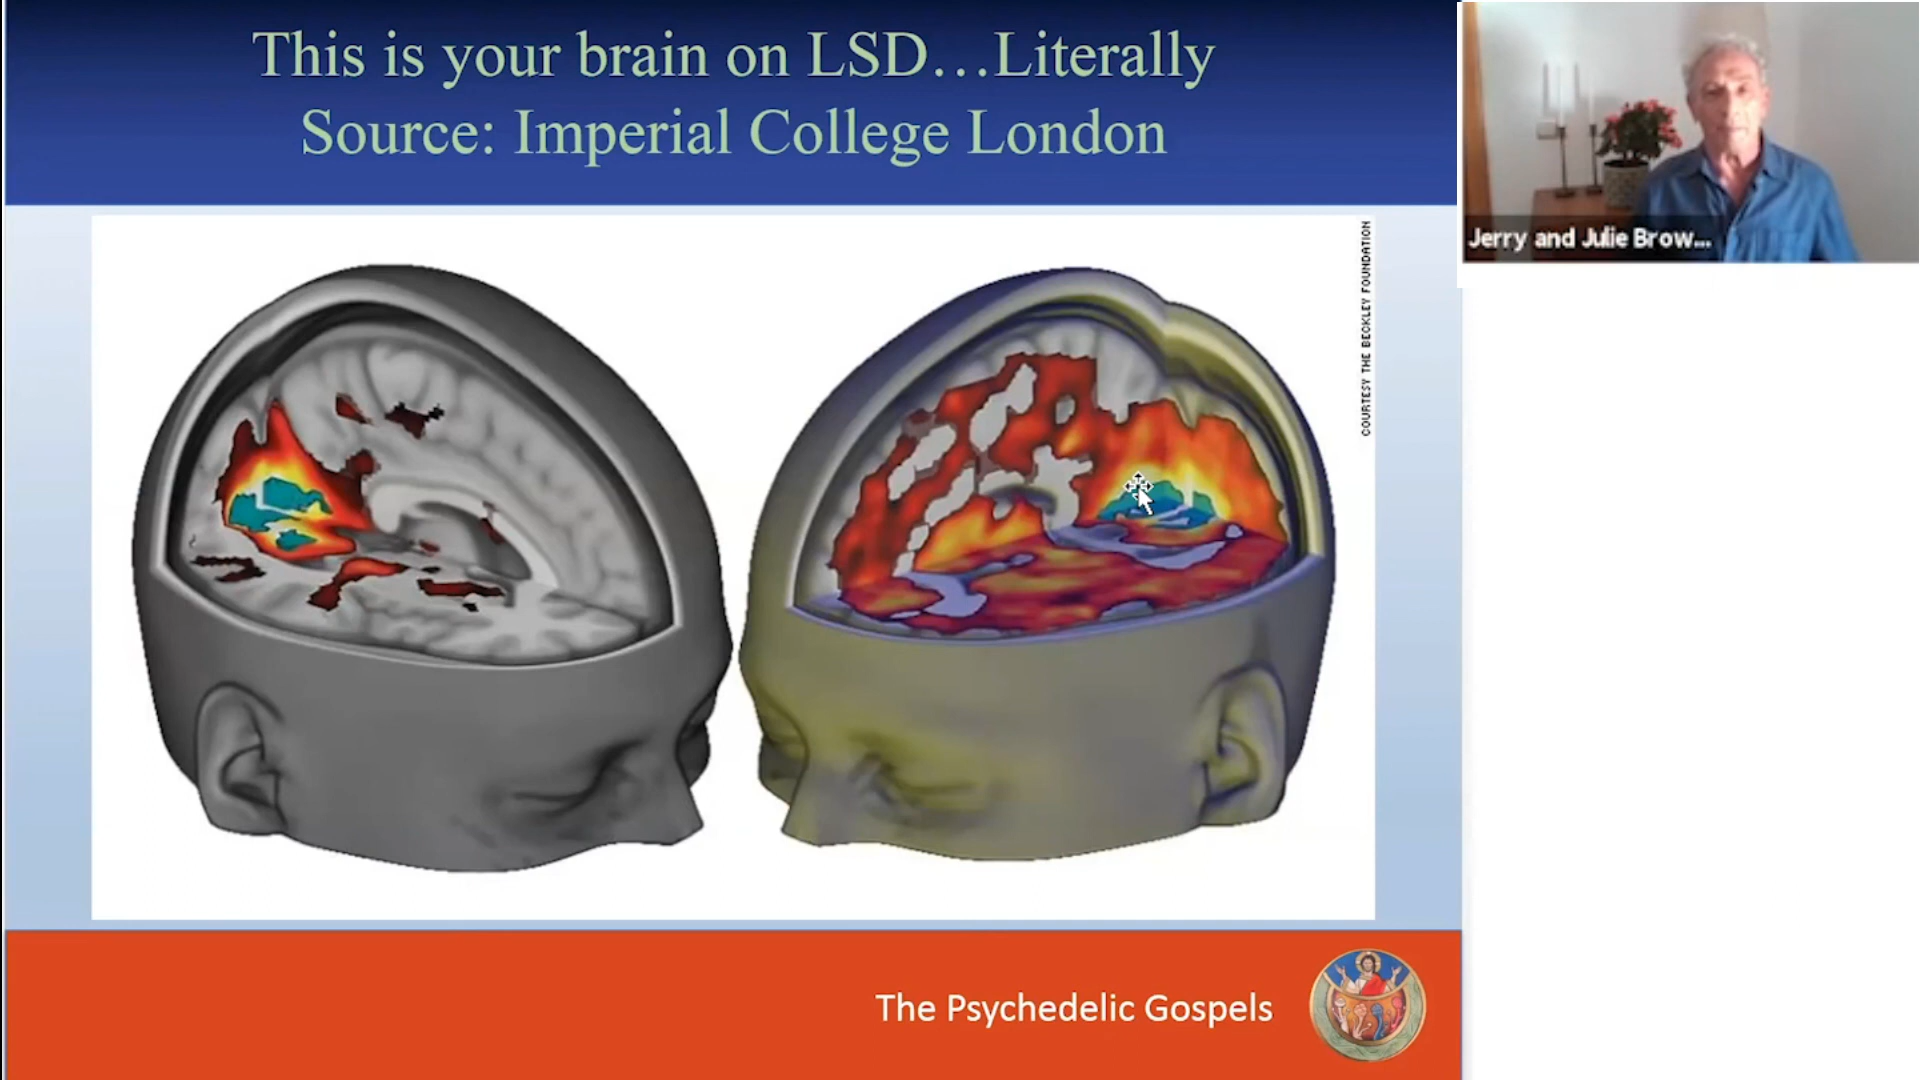 This is your brain on LSD...Literally
Source: Imperial College London
COURTESY THE BECKLEY FOUNDATION
Jerry and Julie Brow...
The Psychedelic Gospels